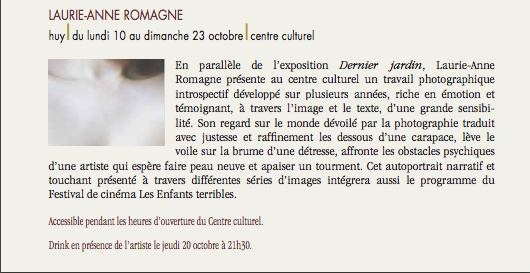 LAURIE-ANNE ROMAGNE
huy | du lundi 10 au dimanche 23 octobre | centre culturel
En parallèle de l'exposition Dernier jardin, Laurie-Anne
Romagne présente au centre culturel un travail photographique
introspectif développé sur plusieurs années, riche en émotion et
témoignant, à travers l'image et le texte, d'une grande sensibi-
lité. Son regard sur le monde dévoilé par la photographie traduit
avec justesse et raffinement les dessous d'une carapace, lève le
voile sur la brume d'une détresse, affronte les obstacles psychiques
d'une artiste qui espère faire peau neuve et apaiser un tourment. Cet autoportrait narratif et
touchant présenté à travers différentes séries d'images intégrera aussi le programme du
Festival de cinéma Les Enfants terribles.
Accessible pendant les heures d'ouverture du Centre culturel.
Drink en présence de l'artiste le jeudi 20 octobre à 21h30.